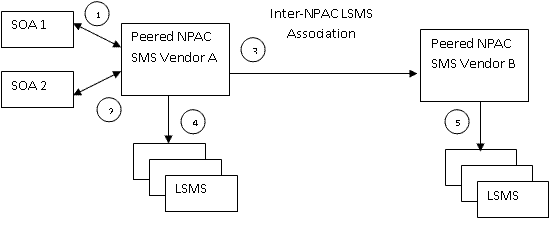 Inter-NPAC LSMS
Association
SOA 1
1
Peered NPAC
SMS Vendor A
3
Peered NPAC
SMS Vendor B
SOA 2
2
4
5
LSMS
LSMS